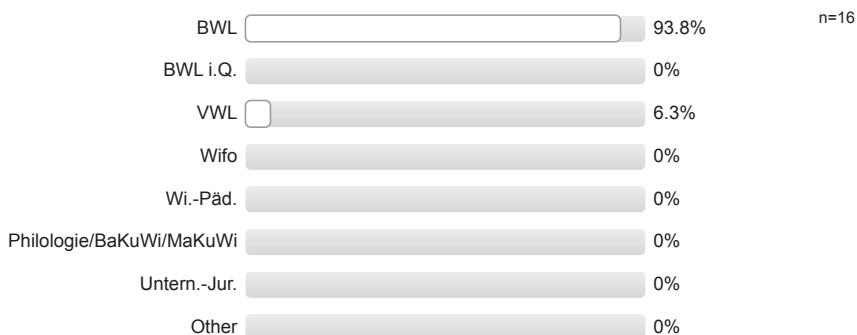 BWL 93.8% n=16
BWL i.Q. 0%
VWL 6.3%
Wifo 0%
Wi.-Päd. 0%
Philologie/BaKuWi/MaKuWi 0%
Untern.-Jur. 0%
Other 0%